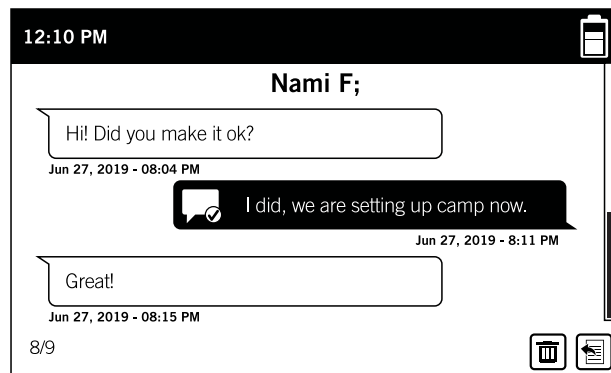 12:10 PM
Nami F;
Hi! Did you make it ok?
Jun 27, 2019 - 08:04 PM
I did, we are setting up camp now.
Jun 27, 2019 - 8:11 PM
Great!
Jun 27, 2019 - 08:15 PM
8/9